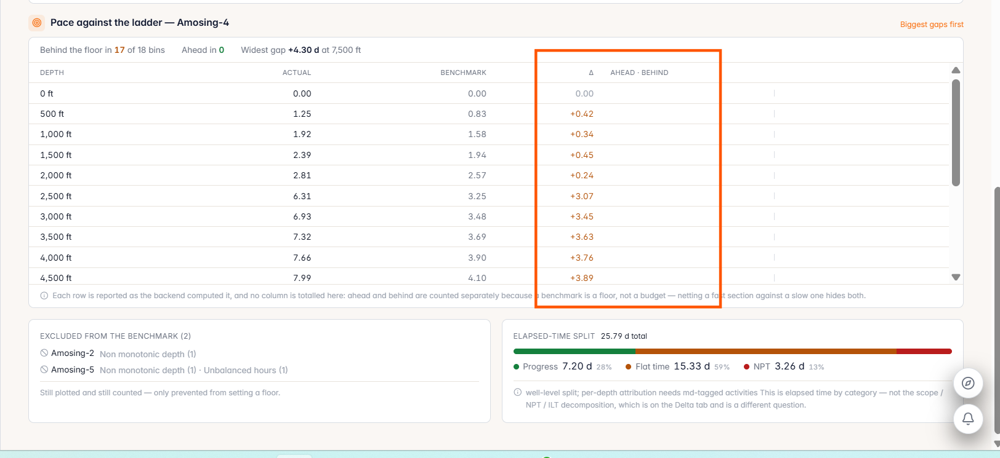 Pace against the ladder — Amosing-4
Biggest gaps first
Behind the floor in 17 of 18 bins Ahead in 0 Widest gap +4.30 d at 7,500 ft
DEPTH ACTUAL BENCHMARK Δ AHEAD · BEHIND
0 ft 0.00 0.00 0.00
500 ft 1.25 0.83 +0.42
1,000 ft 1.92 1.58 +0.34
1,500 ft 2.39 1.94 +0.45
2,000 ft 2.81 2.57 +0.24
2,500 ft 6.31 3.25 +3.07
3,000 ft 6.93 3.48 +3.45
3,500 ft 7.32 3.69 +3.63
4,000 ft 7.66 3.90 +3.76
4,500 ft 7.99 4.10 +3.89
Each row is reported as the backend computed it, and no column is totalled here: ahead and behind are counted separately because a benchmark is a floor, not a budget — netting a fast section against a slow one hides both.
EXCLUDED FROM THE BENCHMARK (2)
Amosing-2 Non monotonic depth (1)
Amosing-5 Non monotonic depth (1) · Unbalanced hours (1)
Still plotted and still counted — only prevented from setting a floor.
ELAPSED-TIME SPLIT 25.79 d total
Progress 7.20 d 28% Flat time 15.33 d 59% NPT 3.26 d 13%
well-level split; per-depth attribution needs md-tagged activities This is elapsed time by category — not the scope /
NPT / ILT decomposition, which is on the Delta tab and is a different question.